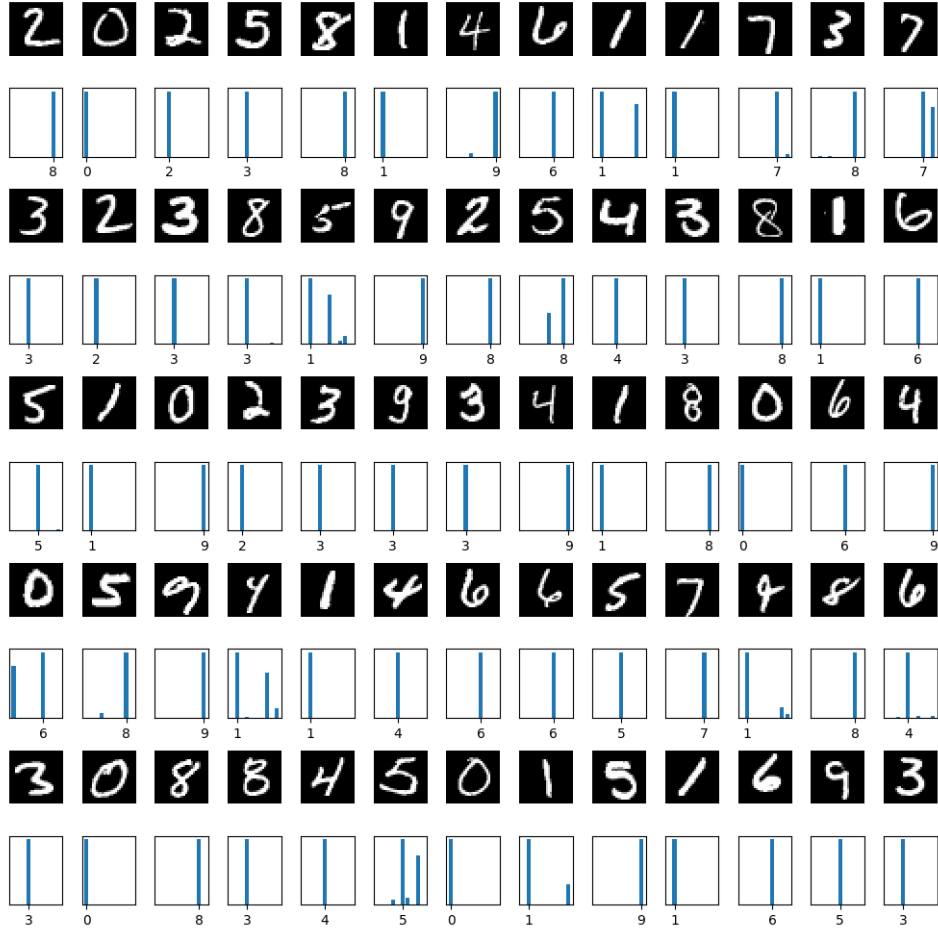 2 0 2 5 8 1 4 6 1 1 7 3 7
8 0 2 3 8 1 9 6 1 1 7 8 7
3 2 3 8 5 9 2 5 4 3 8 1 6
3 2 3 3 1 9 8 8 4 3 8 1 6
5 1 0 2 3 9 3 4 1 8 0 6 4
5 1 9 2 3 3 3 9 1 8 0 6 9
0 5 9 4 1 4 6 6 5 7 9 8 6
6 8 9 1 1 4 6 6 5 7 1 8 4
3 0 8 8 4 5 0 1 5 1 6 9 3
3 0 8 3 4 5 0 1 9 1 6 5 3